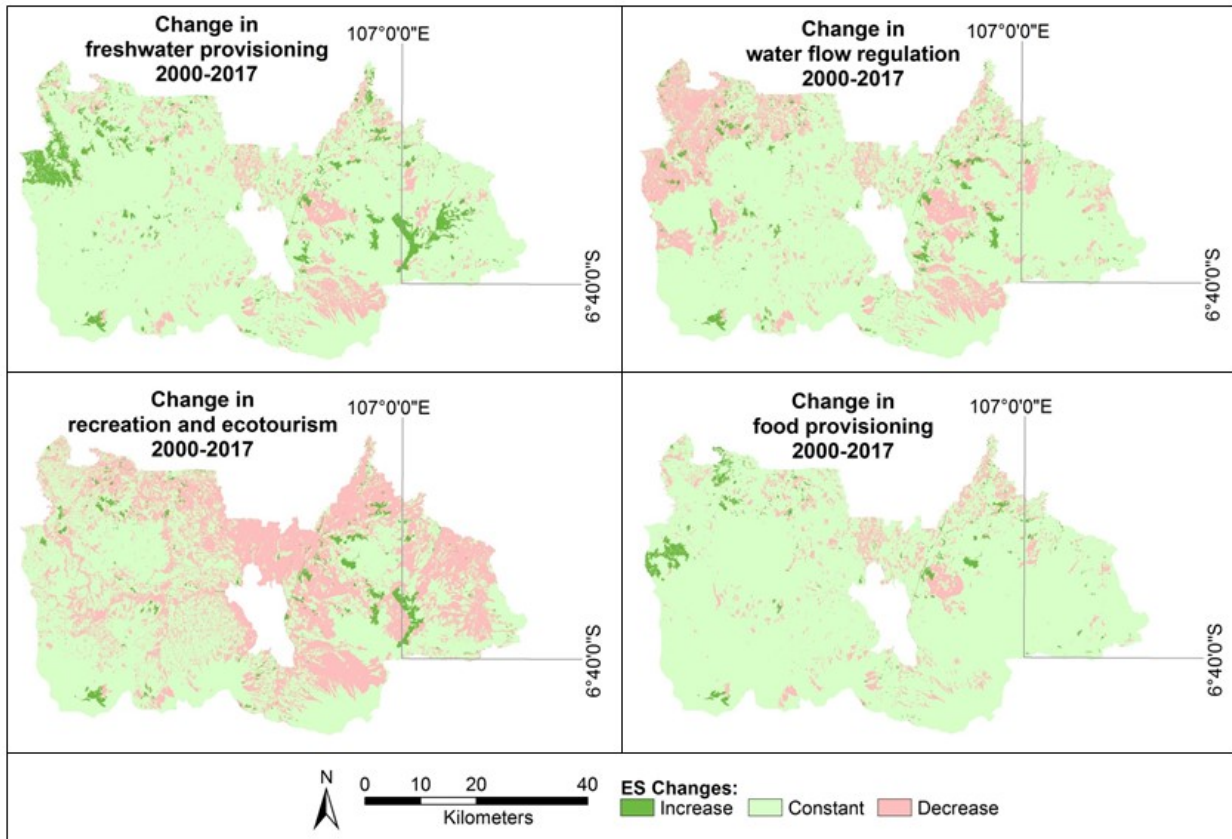 Change in
freshwater provisioning
2000-2017
107°0'0"E
6°40'0"S
Change in
water flow regulation
2000-2017
107°0'0"E
6°40'0"S
Change in
recreation and ecotourism
2000-2017
107°0'0"E
6°40'0"S
Change in
food provisioning
2000-2017
107°0'0"E
6°40'0"S
N
0 10 20 40
Kilometers
ES Changes:
Increase Constant Decrease